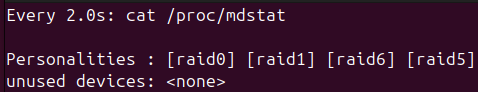 Every 2.0s: cat /proc/mdstat
Personalities : [raid0] [raid1] [raid6] [raid5]
unused devices: <none>